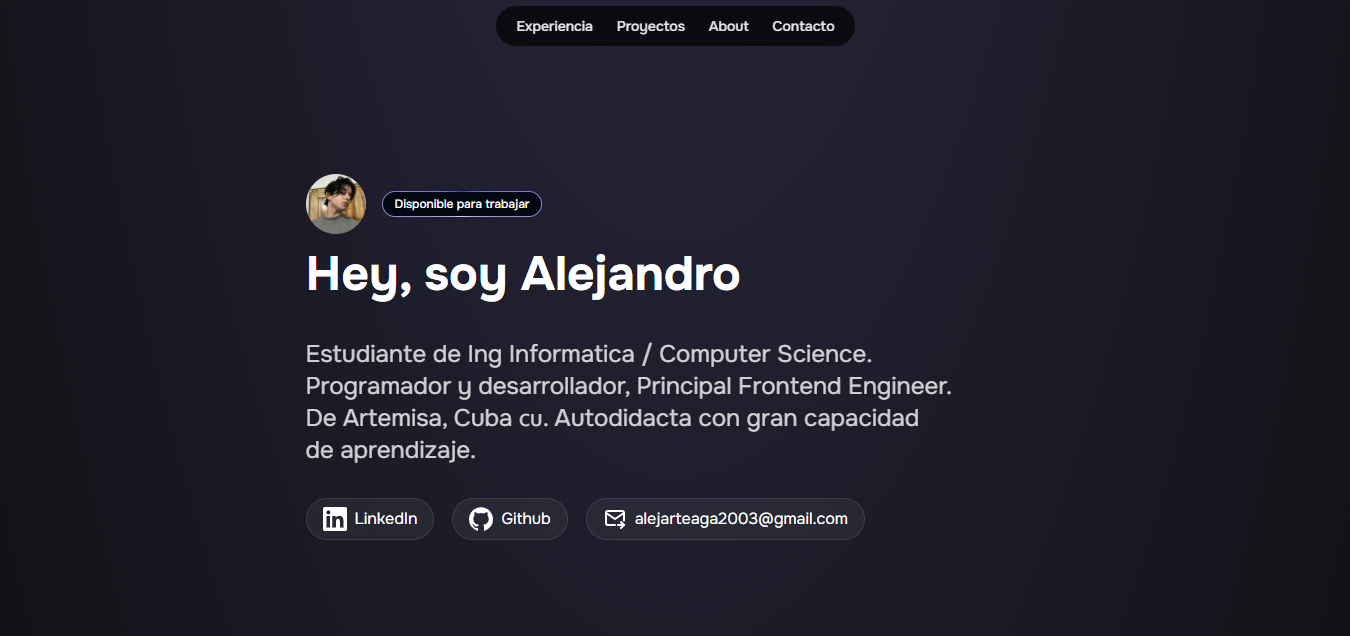 Experiencia Proyectos About Contacto
Disponible para trabajar
Hey, soy Alejandro
Estudiante de Ing Informatica / Computer Science.
Programador y desarrollador, Principal Frontend Engineer.
De Artemisa, Cuba cu. Autodidacta con gran capacidad
de aprendizaje.
LinkedIn Github alejarteaga2003@gmail.com